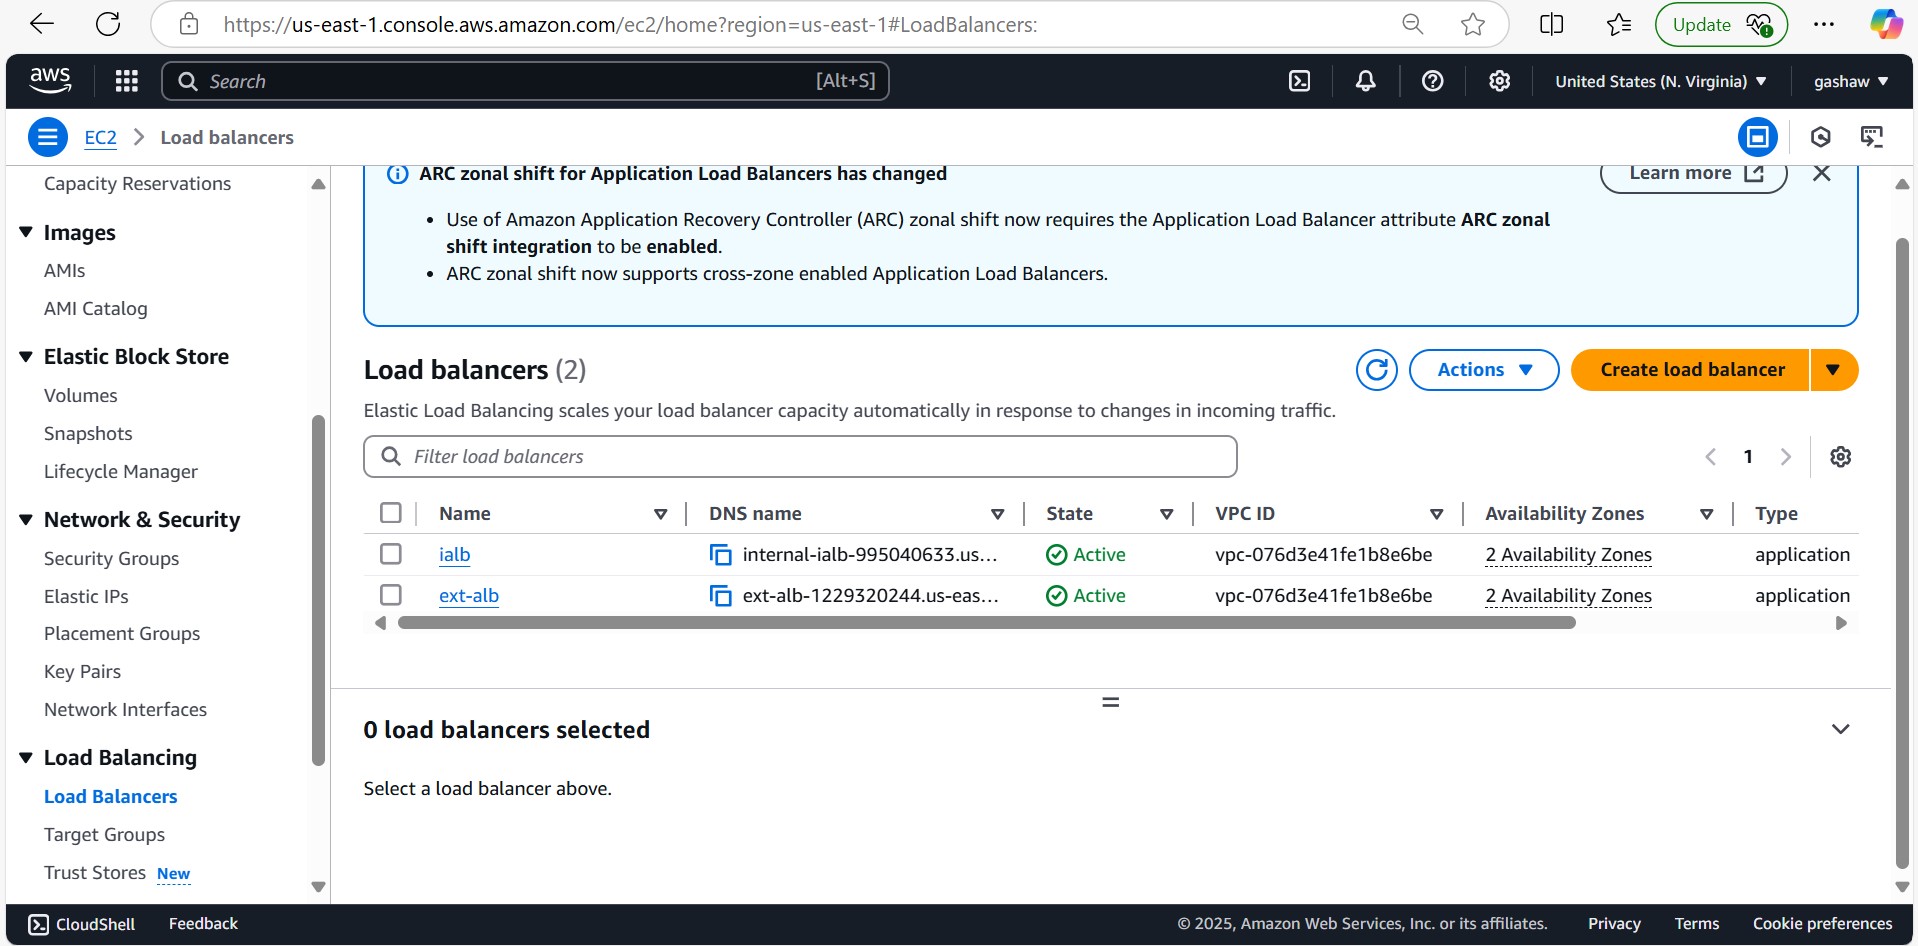 https://us-east-1.console.aws.amazon.com/ec2/home?region=us-east-1#LoadBalancers:
Update
aws
Search
[Alt+S]
United States (N. Virginia)
gashaw
EC2
Load balancers
Capacity Reservations
Images
AMIs
AMI Catalog
Elastic Block Store
Volumes
Snapshots
Lifecycle Manager
Network & Security
Security Groups
Elastic IPs
Placement Groups
Key Pairs
Network Interfaces
Load Balancing
Load Balancers
Target Groups
Trust Stores New
ARC zonal shift for Application Load Balancers has changed
Learn more
• Use of Amazon Application Recovery Controller (ARC) zonal shift now requires the Application Load Balancer attribute ARC zonal
shift integration to be enabled.
• ARC zonal shift now supports cross-zone enabled Application Load Balancers.
Load balancers (2)
Actions
Create load balancer
Elastic Load Balancing scales your load balancer capacity automatically in response to changes in incoming traffic.
Filter load balancers
1
Name DNS name State VPC ID Availability Zones Type
ialb internal-ialb-995040633.us... Active vpc-076d3e41fe1b8e6be 2 Availability Zones application
ext-alb ext-alb-1229320244.us-eas... Active vpc-076d3e41fe1b8e6be 2 Availability Zones application
0 load balancers selected
Select a load balancer above.
CloudShell
Feedback
© 2025, Amazon Web Services, Inc. or its affiliates.
Privacy
Terms
Cookie preferences